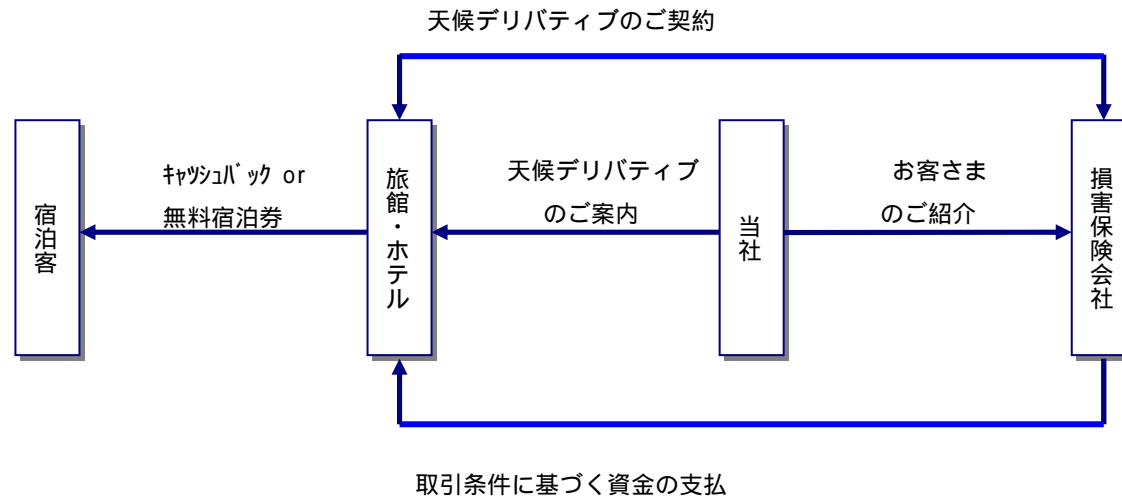 天候デリバティブのご契約
宿泊客
ｷｬｯｼｭﾊﾞｯｸ or
無料宿泊券
旅館・ホテル
天候デリバティブ
のご案内
当社
お客さま
のご紹介
損害保険会社
取引条件に基づく資金の支払